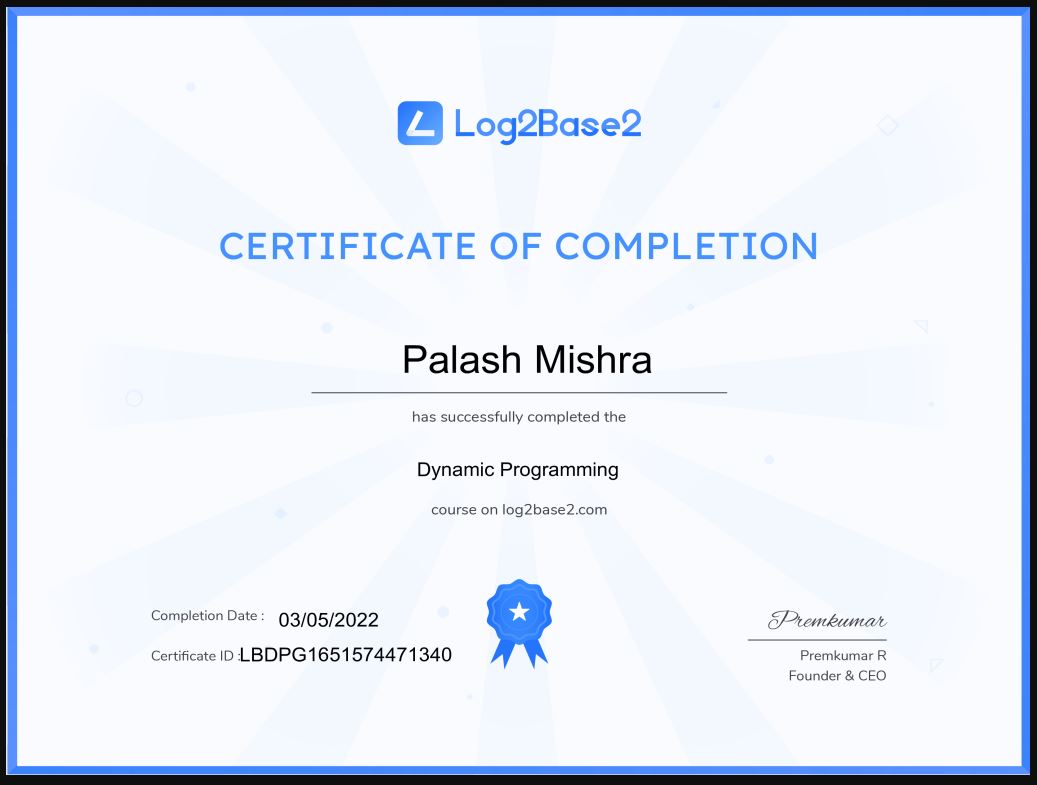 Log2Base2
CERTIFICATE OF COMPLETION
Palash Mishra
has successfully completed the
Dynamic Programming
course on log2base2.com
Completion Date : 03/05/2022
Certificate ID :LBDPG1651574471340
Premkumar
Premkumar R
Founder & CEO